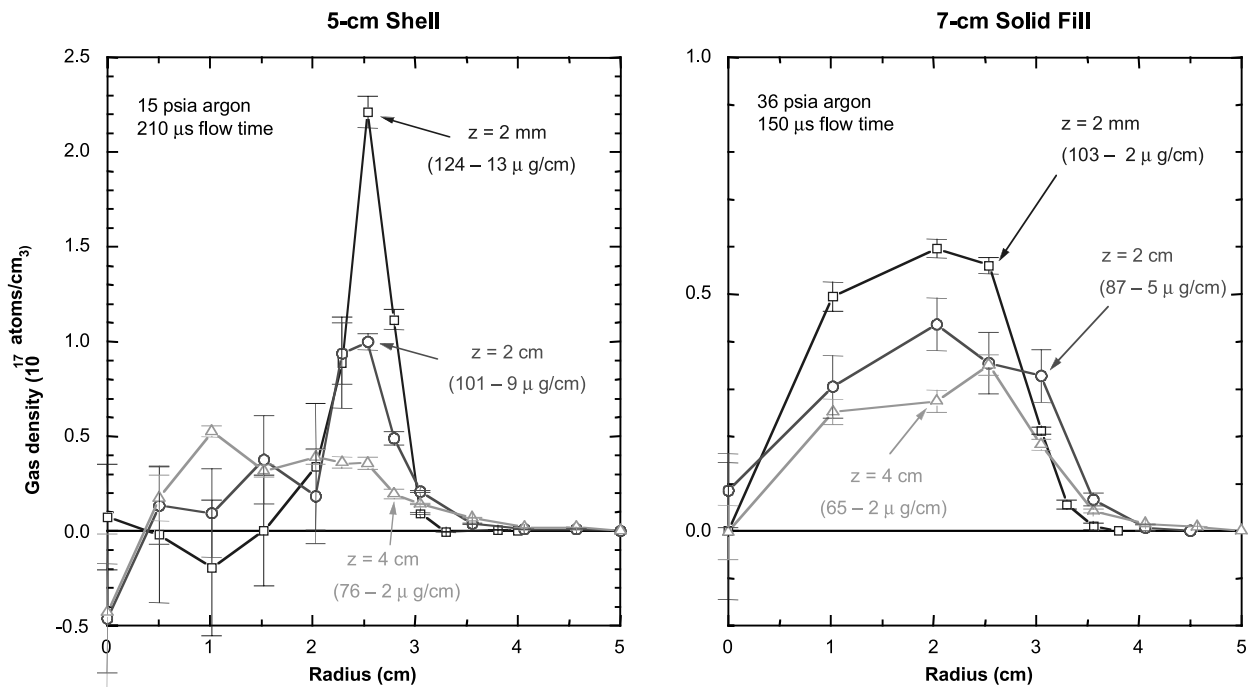 5-cm Shell
7-cm Solid Fill
2.5
2.0
1.5
1.0
0.5
0.0
-0.5
Gas density (10^17 atoms/cm3)
15 psia argon
210 μs flow time
z = 2 mm
(124 – 13 μ g/cm)
z = 2 cm
(101 – 9 μ g/cm)
z = 4 cm
(76 – 2 μ g/cm)
0 1 2 3 4 5
Radius (cm)
1.0
0.5
0.0
36 psia argon
150 μs flow time
z = 2 mm
(103 – 2 μ g/cm)
z = 2 cm
(87 – 5 μ g/cm)
z = 4 cm
(65 – 2 μ g/cm)
0 1 2 3 4 5
Radius (cm)